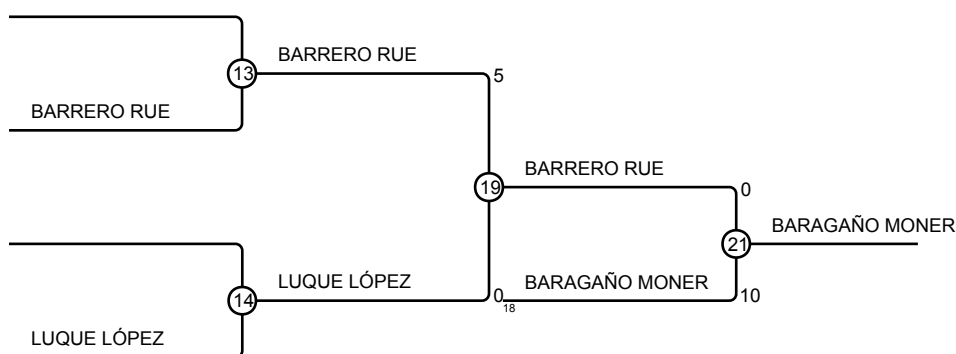 BARRERO RUE
13
5
BARRERO RUE
BARRERO RUE
19
0
BARAGAÑO MONER
21
LUQUE LÓPEZ
BARAGAÑO MONER
14
0
18
10
LUQUE LÓPEZ